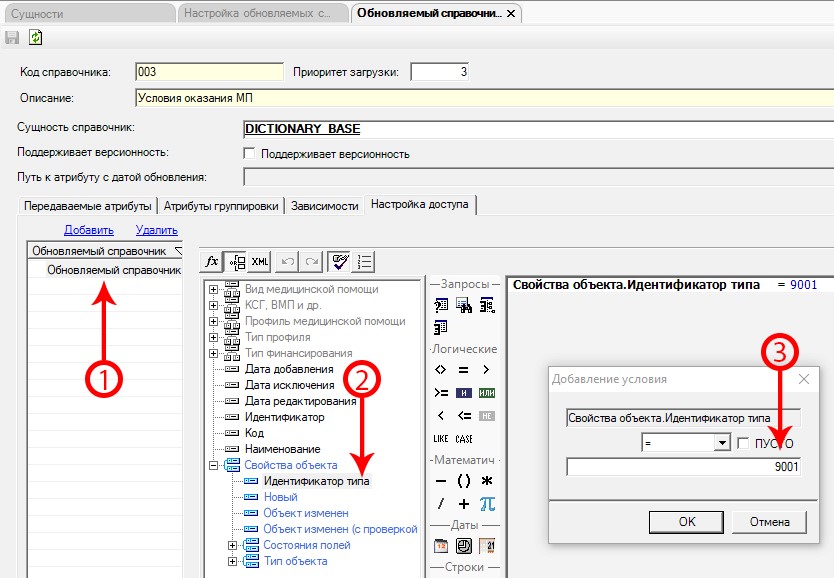 Сущности
Настройка обновляемых с...
Обновляемый справочни...
Код справочника:
003
Приоритет загрузки:
3
Описание:
Условия оказания МП
Сущность справочник:
DICTIONARY_BASE
Поддерживает версионность:
Поддерживает версионность
Путь к атрибуту с датой обновления:
Передаваемые атрибуты
Атрибуты группировки
Зависимости
Настройка доступа
Добавить
Удалить
Обновляемый справочник
Обновляемый справочник
1
fx
XML
Вид медицинской помощи
КСГ, ВМП и др.
Профиль медицинской помощи
Тип профиля
Тип финансирования
Дата добавления
Дата исключения
Дата редактирования
Идентификатор
Код
Наименование
Свойства объекта
Идентификатор типа
Новый
Объект изменен
Объект изменен (с проверкой
Состояния полей
Тип объекта
2
Запросы
Логические
<> = >
>= И ИЛИ
< <= НЕ
LIKE CASE
Математич
− () *
/ + π
Даты
12 21
Строки
Свойства объекта.Идентификатор типа = 9001
3
Добавление условия
Свойства объекта.Идентификатор типа
=
ПУСТО
9001
OK
Отмена